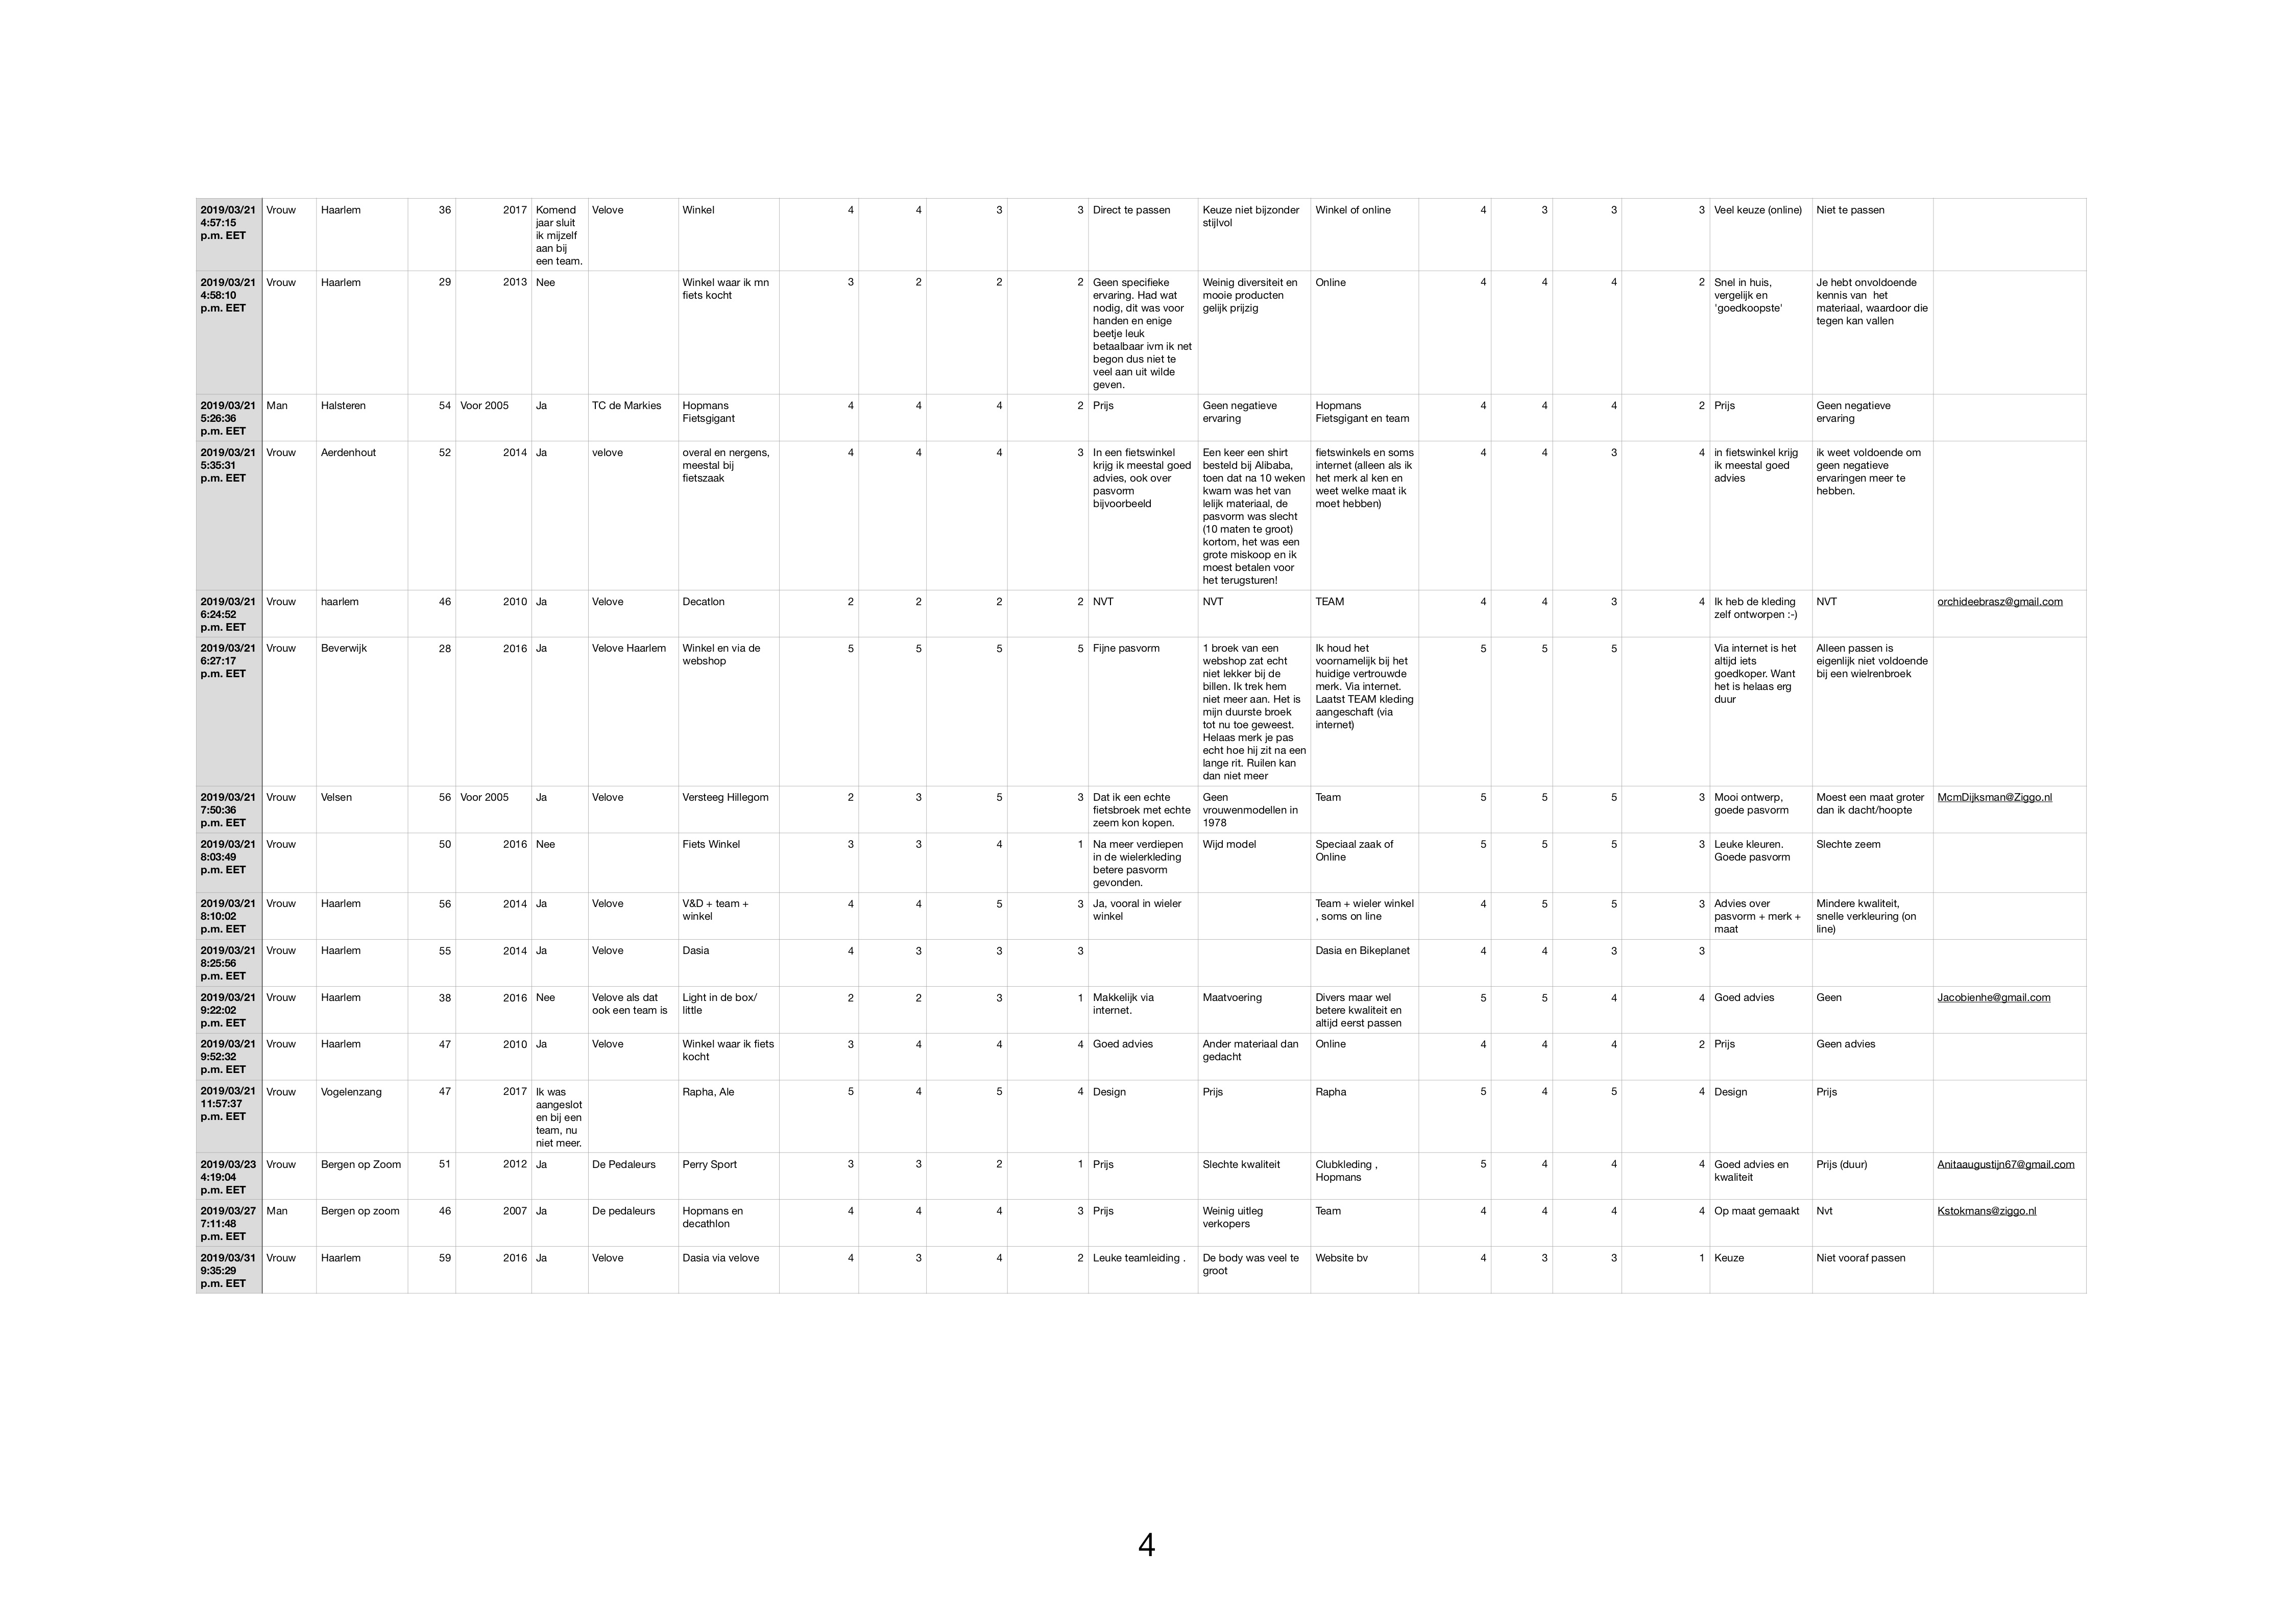 2019/03/21 4:57:15 p.m. EET Vrouw Haarlem 36 2017 Komend jaar sluit ik mijzelf aan bij een team. Velove Winkel 4 4 3 3 Direct te passen Keuze niet bijzonder stijlvol Winkel of online 4 3 3 3 Veel keuze (online) Niet te passen
2019/03/21 4:58:10 p.m. EET Vrouw Haarlem 29 2013 Nee Winkel waar ik mn fiets kocht 3 2 2 2 Geen specifieke ervaring. Had wat nodig, dit was voor handen en enige beetje leuk betaalbaar ivm ik net begon dus niet te veel aan uit wilde geven. Weinig diversiteit en mooie producten gelijk prijzig Online 4 4 4 2 Snel in huis, vergelijk en 'goedkoopste' Je hebt onvoldoende kennis van het materiaal, waardoor die tegen kan vallen
2019/03/21 5:26:36 p.m. EET Man Halsteren 54 Voor 2005 Ja TC de Markies Hopmans Fietsgigant 4 4 4 2 Prijs Geen negatieve ervaring Hopmans Fietsgigant en team 4 4 4 2 Prijs Geen negatieve ervaring
2019/03/21 5:35:31 p.m. EET Vrouw Aerdenhout 52 2014 Ja velove overal en nergens, meestal bij fietszaak 4 4 4 3 In een fietswinkel krijg ik meestal goed advies, ook over pasvorm bijvoorbeeld Een keer een shirt besteld bij Alibaba, toen dat na 10 weken kwam was het van lelijk materiaal, de pasvorm was slecht (10 maten te groot) kortom, het was een grote miskoop en ik moest betalen voor het terugsturen! fietswinkels en soms internet (alleen als ik het merk al ken en weet welke maat ik moet hebben) 4 4 3 4 in fietswinkel krijg ik meestal goed advies ik weet voldoende om geen negatieve ervaringen meer te hebben.
2019/03/21 6:24:52 p.m. EET Vrouw haarlem 46 2010 Ja Velove Decatlon 2 2 2 2 NVT NVT TEAM 4 4 3 4 Ik heb de kleding zelf ontworpen :-) NVT orchideebrasz@gmail.com
2019/03/21 6:27:17 p.m. EET Vrouw Beverwijk 28 2016 Ja Velove Haarlem Winkel en via de webshop 5 5 5 5 Fijne pasvorm 1 broek van een webshop zat echt niet lekker bij de billen. Ik trek hem niet meer aan. Het is mijn duurste broek tot nu toe geweest. Helaas merk je pas echt hoe hij zit na een lange rit. Ruilen kan dan niet meer Ik houd het voornamelijk bij het huidige vertrouwde merk. Via internet. Laatst TEAM kleding aangeschaft (via internet) 5 5 5 Via internet is het altijd iets goedkoper. Want het is helaas erg duur Alleen passen is eigenlijk niet voldoende bij een wielrenbroek
2019/03/21 7:50:36 p.m. EET Vrouw Velsen 56 Voor 2005 Ja Velove Versteeg Hillegom 2 3 5 3 Dat ik een echte fietsbroek met echte zeem kon kopen. Geen vrouwenmodellen in 1978 Team 5 5 5 3 Mooi ontwerp, goede pasvorm Moest een maat groter dan ik dacht/hoopte McmDijksman@Ziggo.nl
2019/03/21 8:03:49 p.m. EET Vrouw 50 2016 Nee Fiets Winkel 3 3 4 1 Na meer verdiepen in de wielerkleding betere pasvorm gevonden. Wijd model Speciaal zaak of Online 5 5 5 3 Leuke kleuren. Goede pasvorm Slechte zeem
2019/03/21 8:10:02 p.m. EET Vrouw Haarlem 56 2014 Ja Velove V&D + team + winkel 4 4 5 3 Ja, vooral in wieler winkel Team + wieler winkel , soms on line 4 5 5 3 Advies over pasvorm + merk + maat Mindere kwaliteit, snelle verkleuring (on line)
2019/03/21 8:25:56 p.m. EET Vrouw Haarlem 55 2014 Ja Velove Dasia 4 3 3 3 Dasia en Bikeplanet 4 4 3 3
2019/03/21 9:22:02 p.m. EET Vrouw Haarlem 38 2016 Nee Velove als dat ook een team is Light in de box/ little 2 2 3 1 Makkelijk via internet. Maatvoering Divers maar wel betere kwaliteit en altijd eerst passen 5 5 4 4 Goed advies Geen Jacobienhe@gmail.com
2019/03/21 9:52:32 p.m. EET Vrouw Haarlem 47 2010 Ja Velove Winkel waar ik fiets kocht 3 4 4 4 Goed advies Ander materiaal dan gedacht Online 4 4 4 2 Prijs Geen advies
2019/03/21 11:57:37 p.m. EET Vrouw Vogelenzang 47 2017 Ik was aangesloten bij een team, nu niet meer. Rapha, Ale 5 4 5 4 Design Prijs Rapha 5 4 5 4 Design Prijs
2019/03/23 4:19:04 p.m. EET Vrouw Bergen op Zoom 51 2012 Ja De Pedaleurs Perry Sport 3 3 2 1 Prijs Slechte kwaliteit Clubkleding , Hopmans 5 4 4 4 Goed advies en kwaliteit Prijs (duur) Anitaaugustijn67@gmail.com
2019/03/27 7:11:48 p.m. EET Man Bergen op zoom 46 2007 Ja De pedaleurs Hopmans en decathlon 4 4 4 3 Prijs Weinig uitleg verkopers Team 4 4 4 4 Op maat gemaakt Nvt Kstokmans@ziggo.nl
2019/03/31 9:35:29 p.m. EET Vrouw Haarlem 59 2016 Ja Velove Dasia via velove 4 3 4 2 Leuke teamleiding . De body was veel te groot Website bv 4 3 3 1 Keuze Niet vooraf passen
4